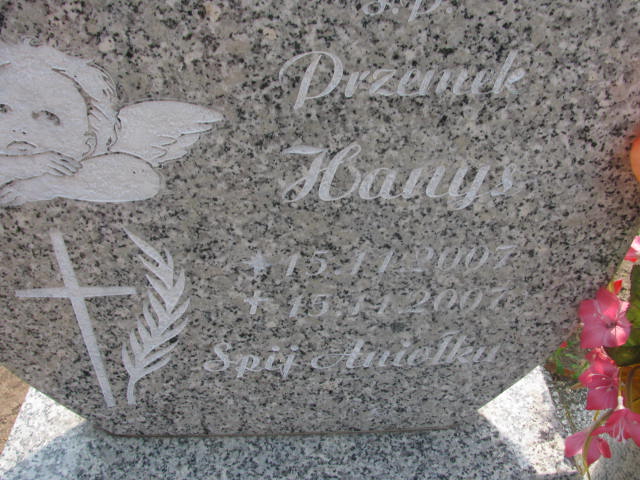 ś.p.
Przemek
Hanys
* 15.11.2007
+ 15.11.2007
Śpij Aniołku